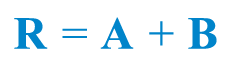 R = A + B